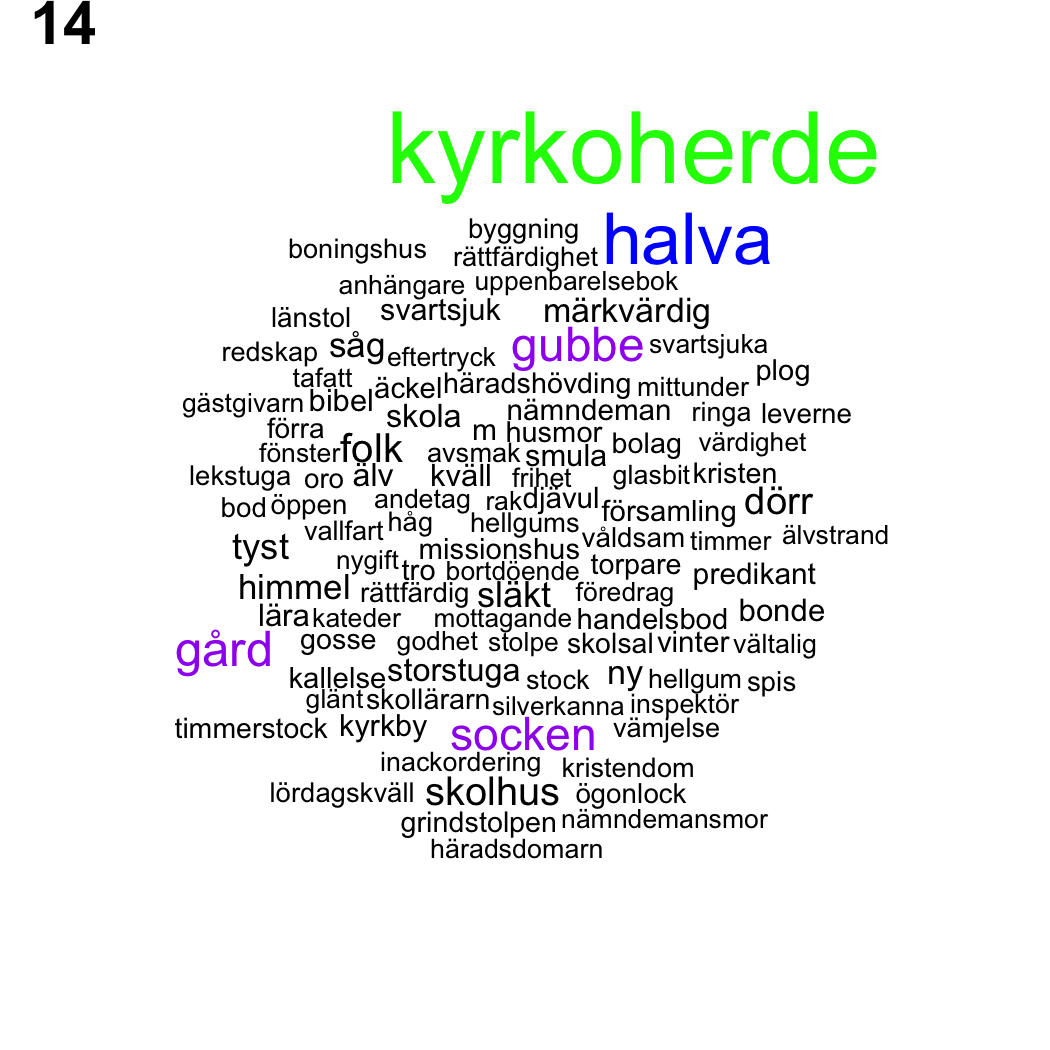 14
kyrkoherde
byggning halva
boningshus rättfärdighet
anhängare uppenbarelsebok
länstol svartsjuk märkvärdig
redskap såg eftertryck gubbe svartsjuka
tafatt äckel häradshövding mittunder plog
gästgivarn bibel skola nämndeman ringa leverne
förra m husmor bolag värdighet
fönster folk avsmak smula
lekstuga oro älv kväll frihet glasbit kristen
bod öppen andetag rak djävul församling dörr
vallfart håg hellgums våldsam timmer älvstrand
tyst nygift missionshus
tro bortdöende torpare predikant
himmel rättfärdig släkt föredrag
lära kateder mottagande handelsbod bonde
gård gosse godhet stolpe skolsal vinter vältalig
kallelse storstuga stock ny hellgum spis
glänt skollärarn silverkanna inspektör
timmerstock kyrkby socken vämjelse
inackordering kristendom
lördagskväll skolhus ögonlock
grindstolpen nämndemansmor
häradsdomarn